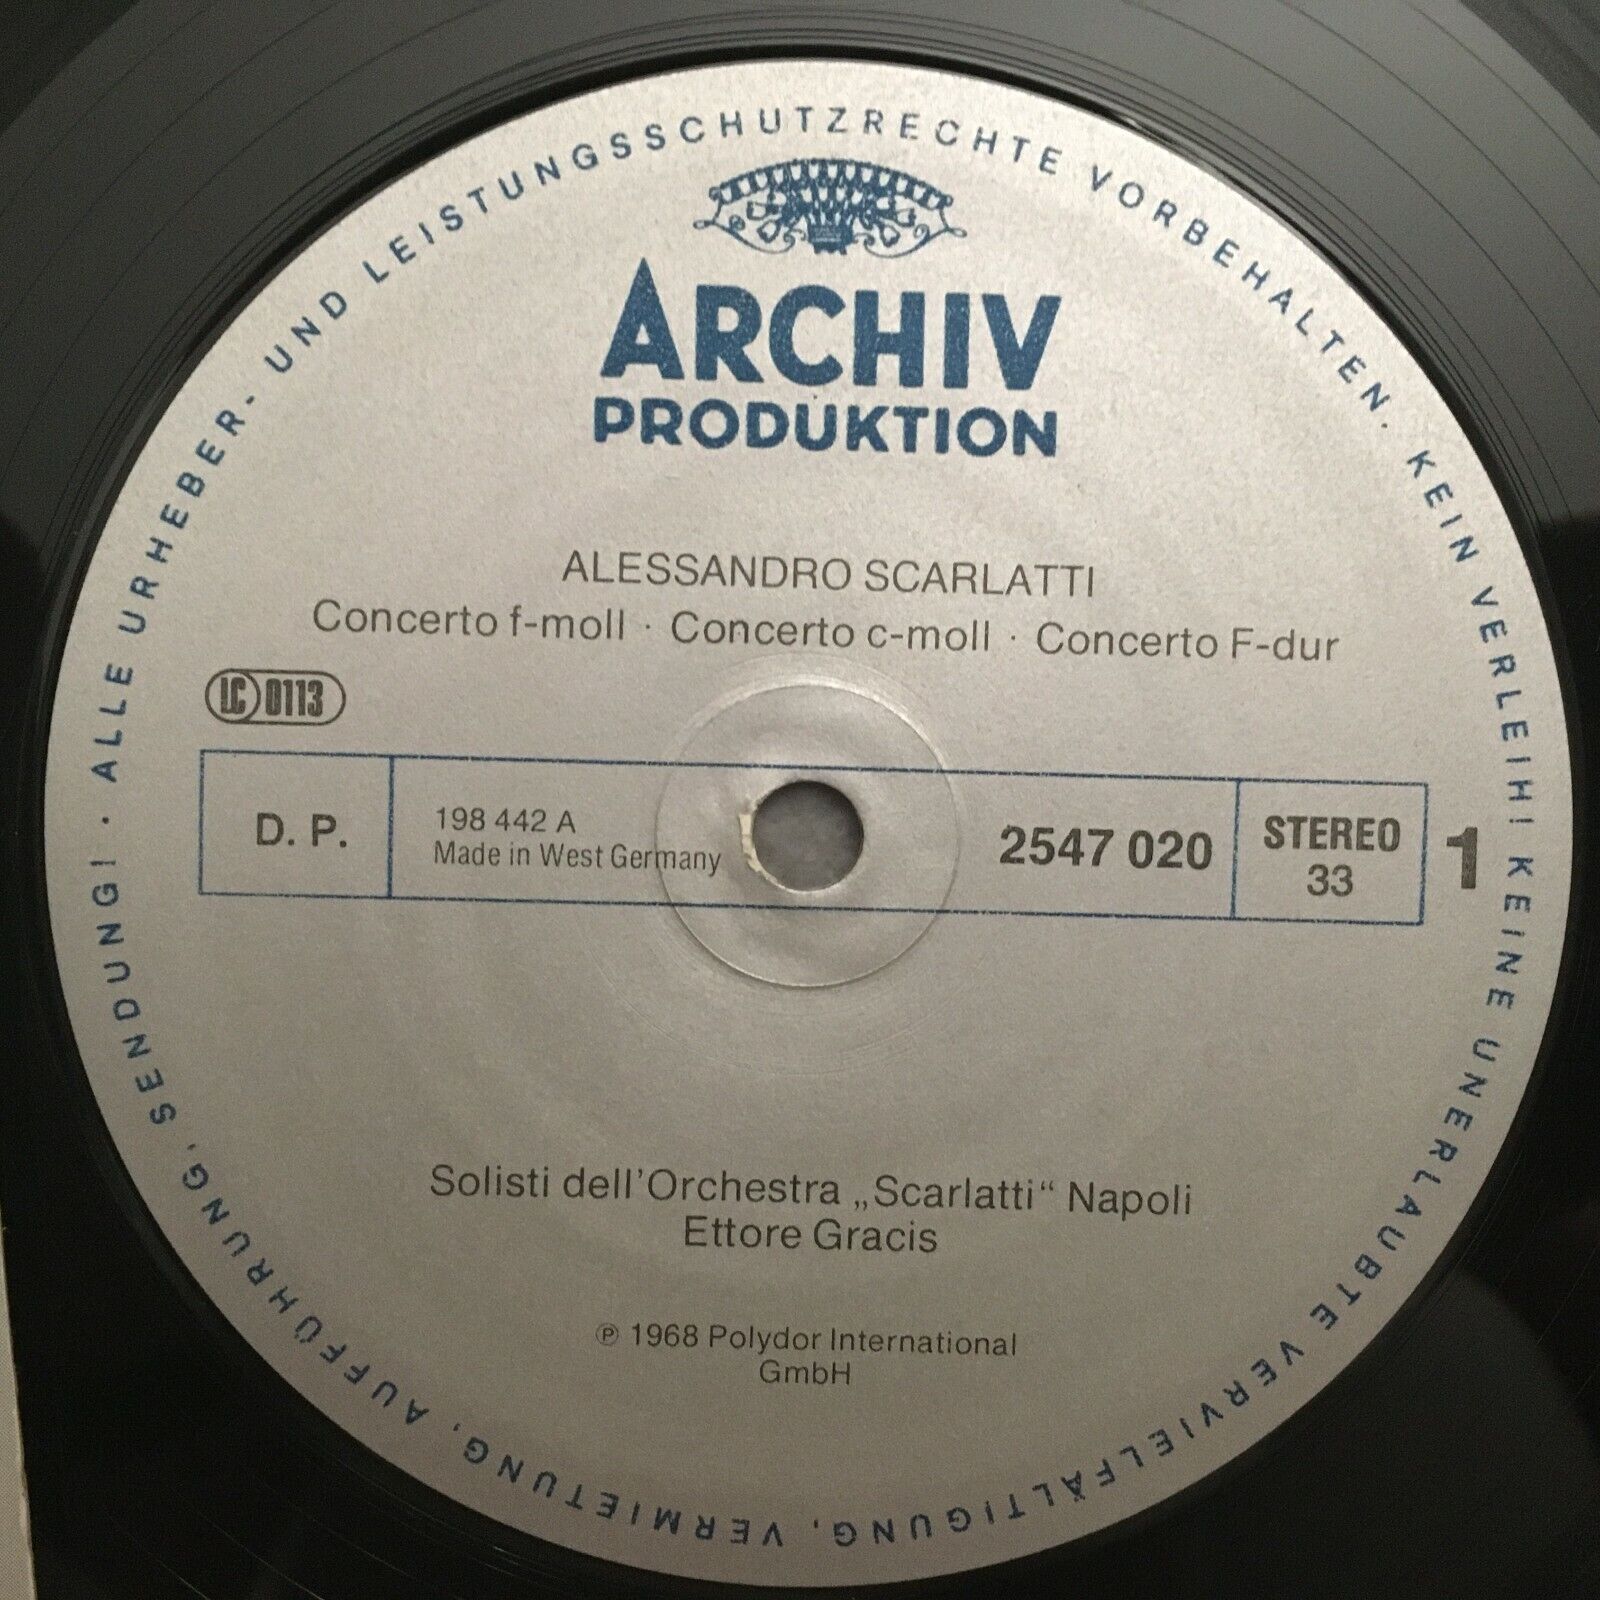 ALLE URHEBER- UND LEISTUNGSSCHUTZRECHTE VORBEHALTEN. KEIN VERLEIH! KEINE UNERLAUBTE VERVIELFÄLTIGUNG, VERMIETUNG, AUFFÜHRUNG, SENDUNG! ·
ARCHIV
PRODUKTION
ALESSANDRO SCARLATTI
Concerto f-moll · Concerto c-moll · Concerto F-dur
LC 0113
D. P.
198 442 A
Made in West Germany
2547 020
STEREO
33
1
Solisti dell'Orchestra „Scarlatti“ Napoli
Ettore Gracis
℗ 1968 Polydor International
GmbH